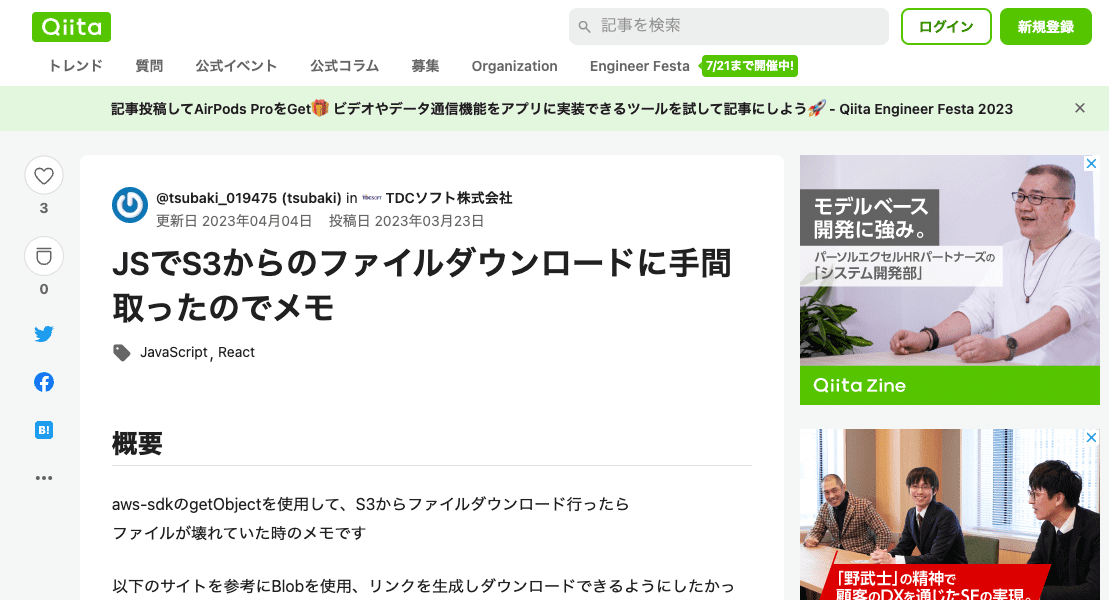 Qiita
記事を検索
ログイン
新規登録
トレンド
質問
公式イベント
公式コラム
募集
Organization
Engineer Festa
7/21まで開催中!
記事投稿してAirPods ProをGet🎁 ビデオやデータ通信機能をアプリに実装できるツールを試して記事にしよう🚀 - Qiita Engineer Festa 2023
3
0
B!
@tsubaki_019475 (tsubaki) in TDCソフト株式会社
更新日 2023年04月04日 投稿日 2023年03月23日
JSでS3からのファイルダウンロードに手間
取ったのでメモ
JavaScript, React
概要
aws-sdkのgetObjectを使用して、S3からファイルダウンロード行ったら
ファイルが壊れていた時のメモです
以下のサイトを参考にBlobを使用、リンクを生成しダウンロードできるようにしたかっ
モデルベース
開発に強み。
パーソルエクセルHRパートナーズの
「システム開発部」
Qiita Zine
「野武士」の精神で
顧客のDXを通じたSEの実現。